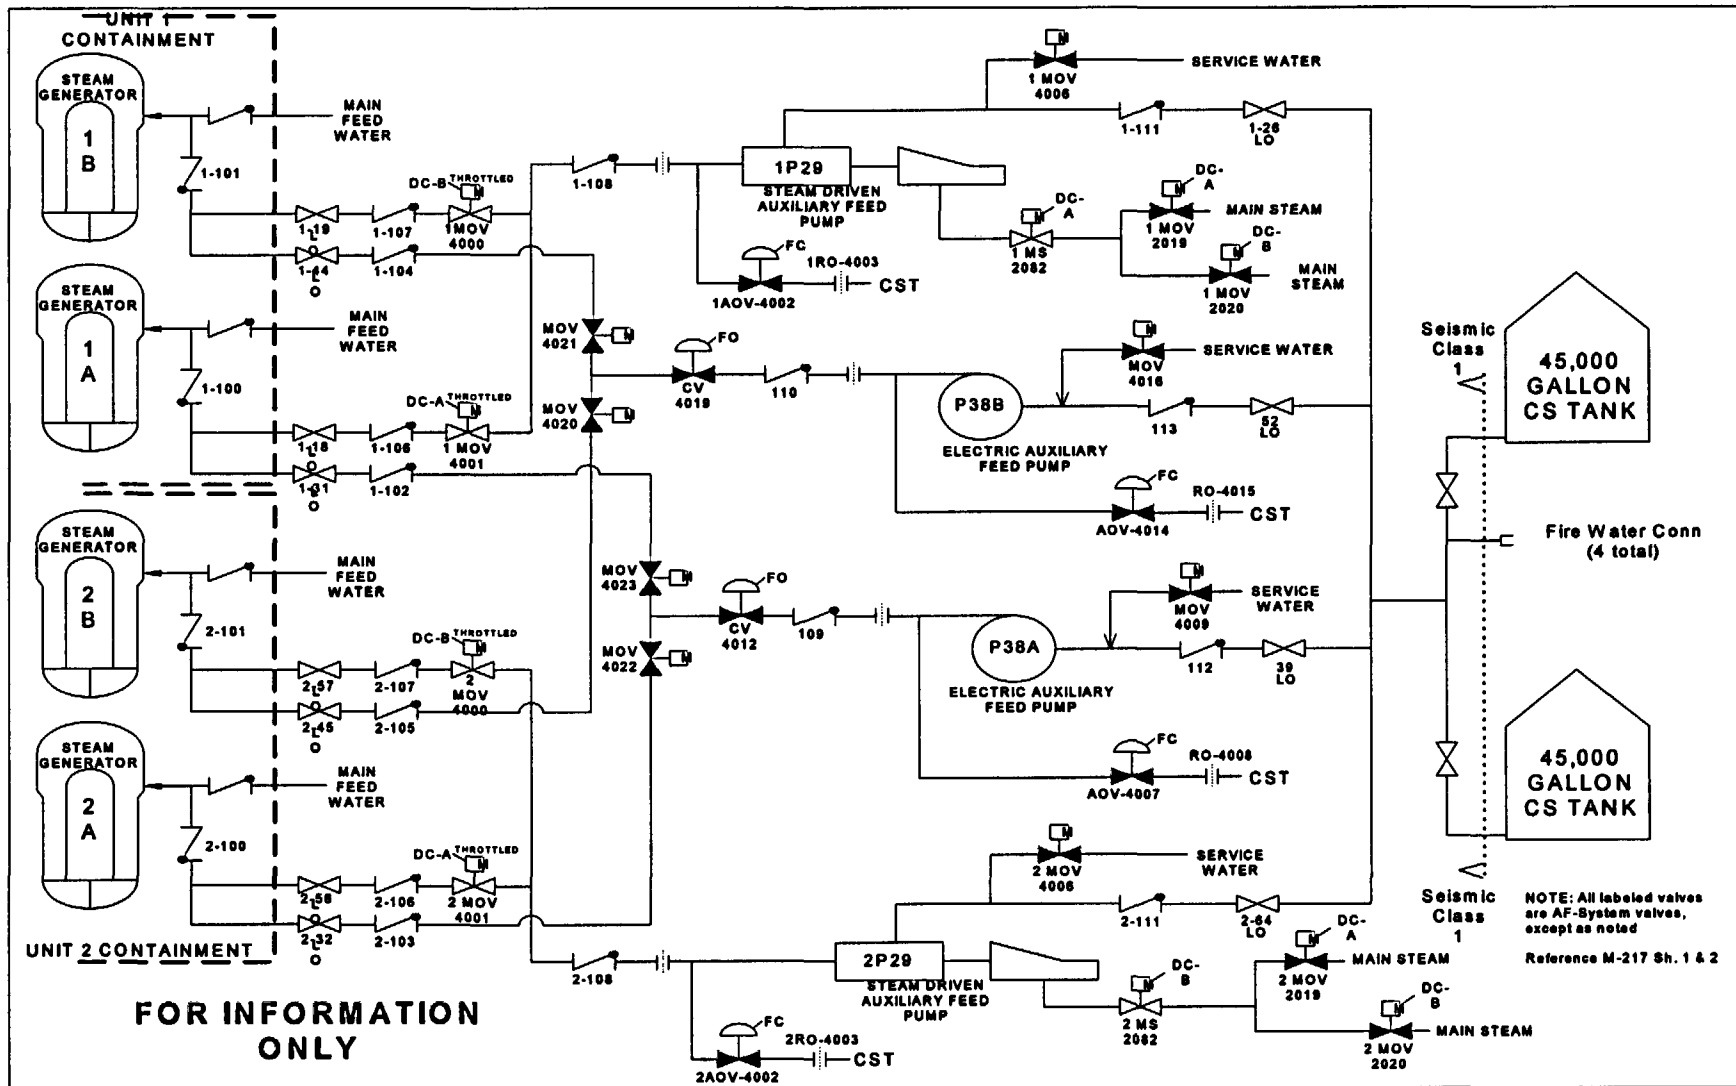 UNIT 1
CONTAINMENT
STEAM
GENERATOR
1
B
MAIN
FEED
WATER
1-101
DC-B
THROTTLED
M
1-19
1-107
1MOV
4000
L
O
1-44
1-104
L
O
STEAM
GENERATOR
1
A
MAIN
FEED
WATER
1-100
DC-A
THROTTLED
M
1-18
1-106
1 MOV
4001
L
O
1-31
1-102
L
O
STEAM
GENERATOR
2
B
MAIN
FEED
WATER
2-101
DC-B
THROTTLED
M
2-57
2-107
2
MOV
4000
L
O
2-45
2-105
L
O
STEAM
GENERATOR
2
A
MAIN
FEED
WATER
2-100
DC-A
THROTTLED
M
2-58
2-106
2 MOV
4001
L
O
2-32
2-103
L
O
UNIT 2 CONTAINMENT
FOR INFORMATION
ONLY
M
1 MOV
4006
SERVICE WATER
1-111
1-26
LO
1-108
1P29
STEAM DRIVEN
AUXILIARY FEED
PUMP
FC
1RO-4003
1AOV-4002
CST
DC-
A
M
1 MS
2082
DC-
A
M
MAIN STEAM
1 MOV
2019
DC-
B
M
MAIN
STEAM
1 MOV
2020
MOV
4021
M
FO
CV
4019
110
MOV
4020
M
M
MOV
4016
SERVICE WATER
P38B
ELECTRIC AUXILIARY
FEED PUMP
113
52
LO
FC
RO-4015
AOV-4014
CST
MOV
4023
M
FO
CV
4012
109
MOV
4022
M
M
MOV
4009
SERVICE
WATER
P38A
ELECTRIC AUXILIARY
FEED PUMP
112
39
LO
FC
RO-4008
AOV-4007
CST
M
2 MOV
4006
SERVICE
WATER
2-111
2-64
LO
2-108
2P29
STEAM DRIVEN
AUXILIARY FEED
PUMP
FC
2RO-4003
2AOV-4002
CST
DC-
B
M
2 MS
2082
DC-
A
M
MAIN STEAM
2 MOV
2019
DC-
B
M
MAIN STEAM
2 MOV
2020
Seismic
Class
1
45,000
GALLON
CS TANK
Fire Water Conn
(4 total)
45,000
GALLON
CS TANK
Seismic
Class
1
NOTE: All labeled valves
are AF-System valves,
except as noted
Reference M-217 Sh. 1 & 2